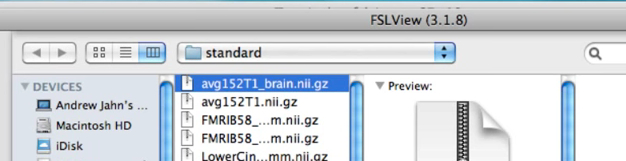 FSLView (3.1.8)
standard
DEVICES
Andrew Jahn's ...
Macintosh HD
iDisk
avg152T1_brain.nii.gz
avg152T1.nii.gz
FMRIB58_...m.nii.gz
FMRIB58_...m.nii.gz
LowerCin...mm.nii.gz
Preview: